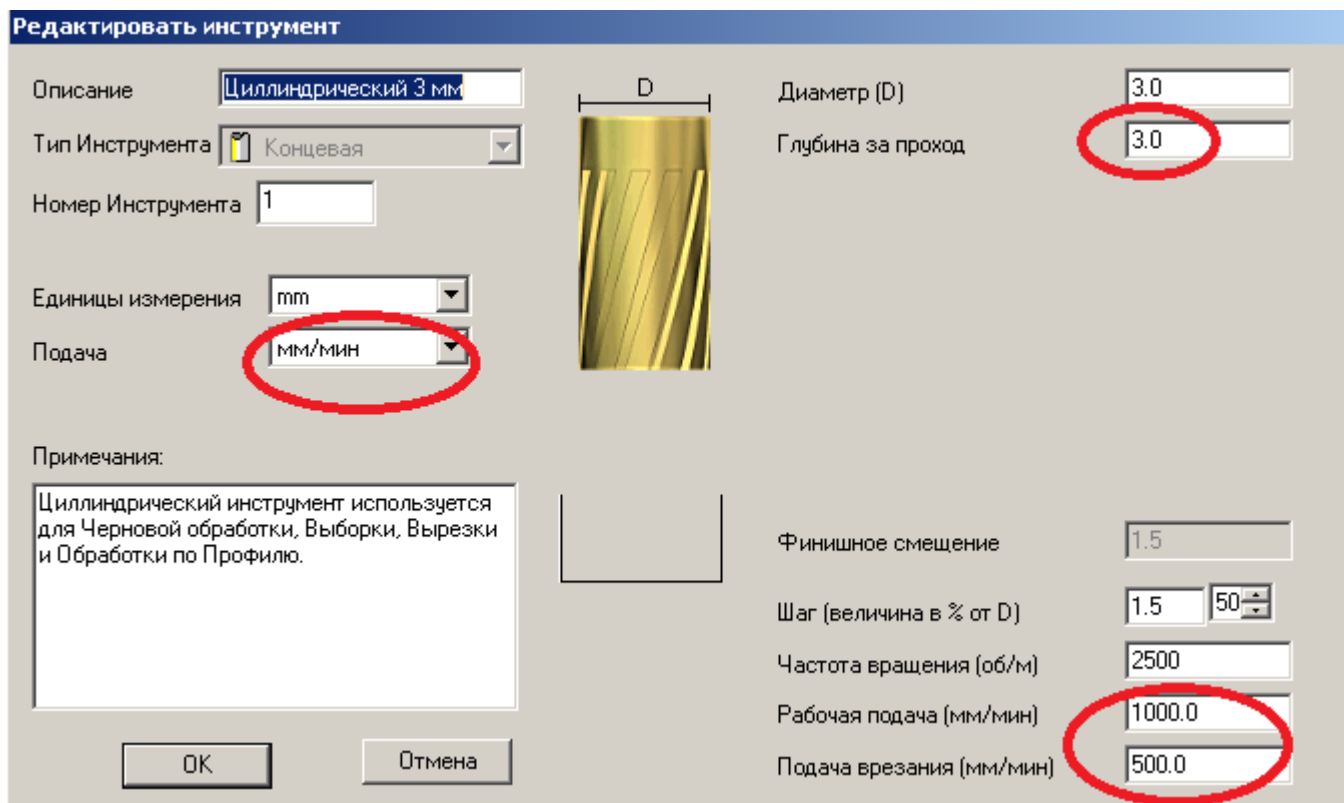 Редактировать инструмент
Описание
Циллиндрический 3 мм
Тип Инструмента
Концевая
Номер Инструмента
1
Единицы измерения
mm
Подача
мм/мин
D
Диаметр (D)
3.0
Глубина за проход
3.0
Примечания:
Циллиндрический инструмент используется
для Черновой обработки, Выборки, Вырезки
и Обработки по Профилю.
Финишное смещение
1.5
Шаг (величина в % от D)
1.5
50
Частота вращения (об/м)
2500
Рабочая подача (мм/мин)
1000.0
Подача врезания (мм/мин)
500.0
OK
Отмена